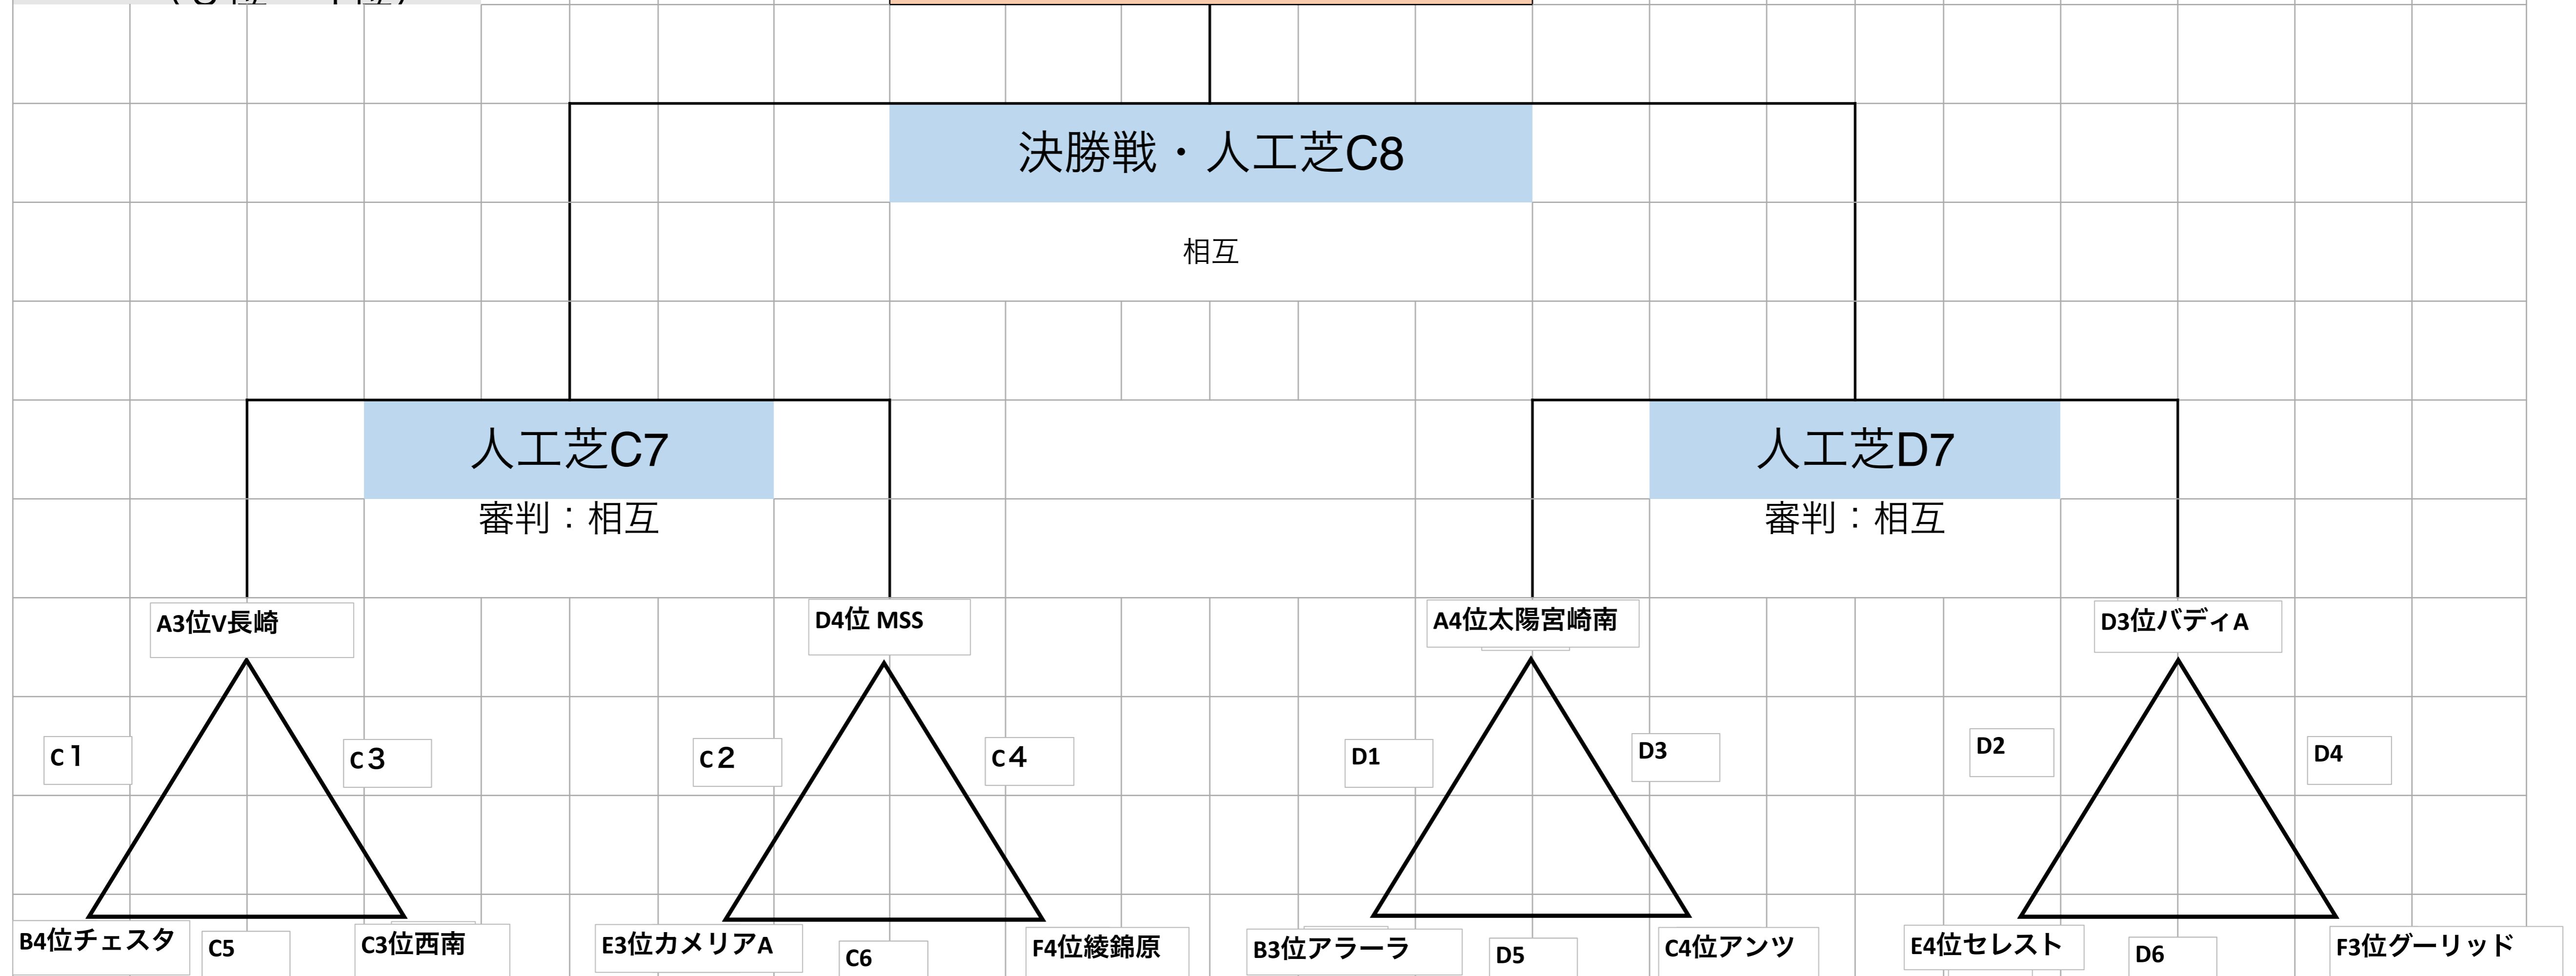 決勝戦・人工芝C8
相互
人工芝C7
人工芝D7
審判：相互
審判：相互
A3位V長崎
D4位 MSS
A4位太陽宮崎南
D3位バディA
C１
C３
C２
C４
D1
D3
D2
D4
B4位チェスタ
C5
C3位西南
E3位カメリアA
C6
F4位綾錦原
B3位アラーラ
D5
C4位アンツ
E4位セレスト
D6
F3位グーリッド